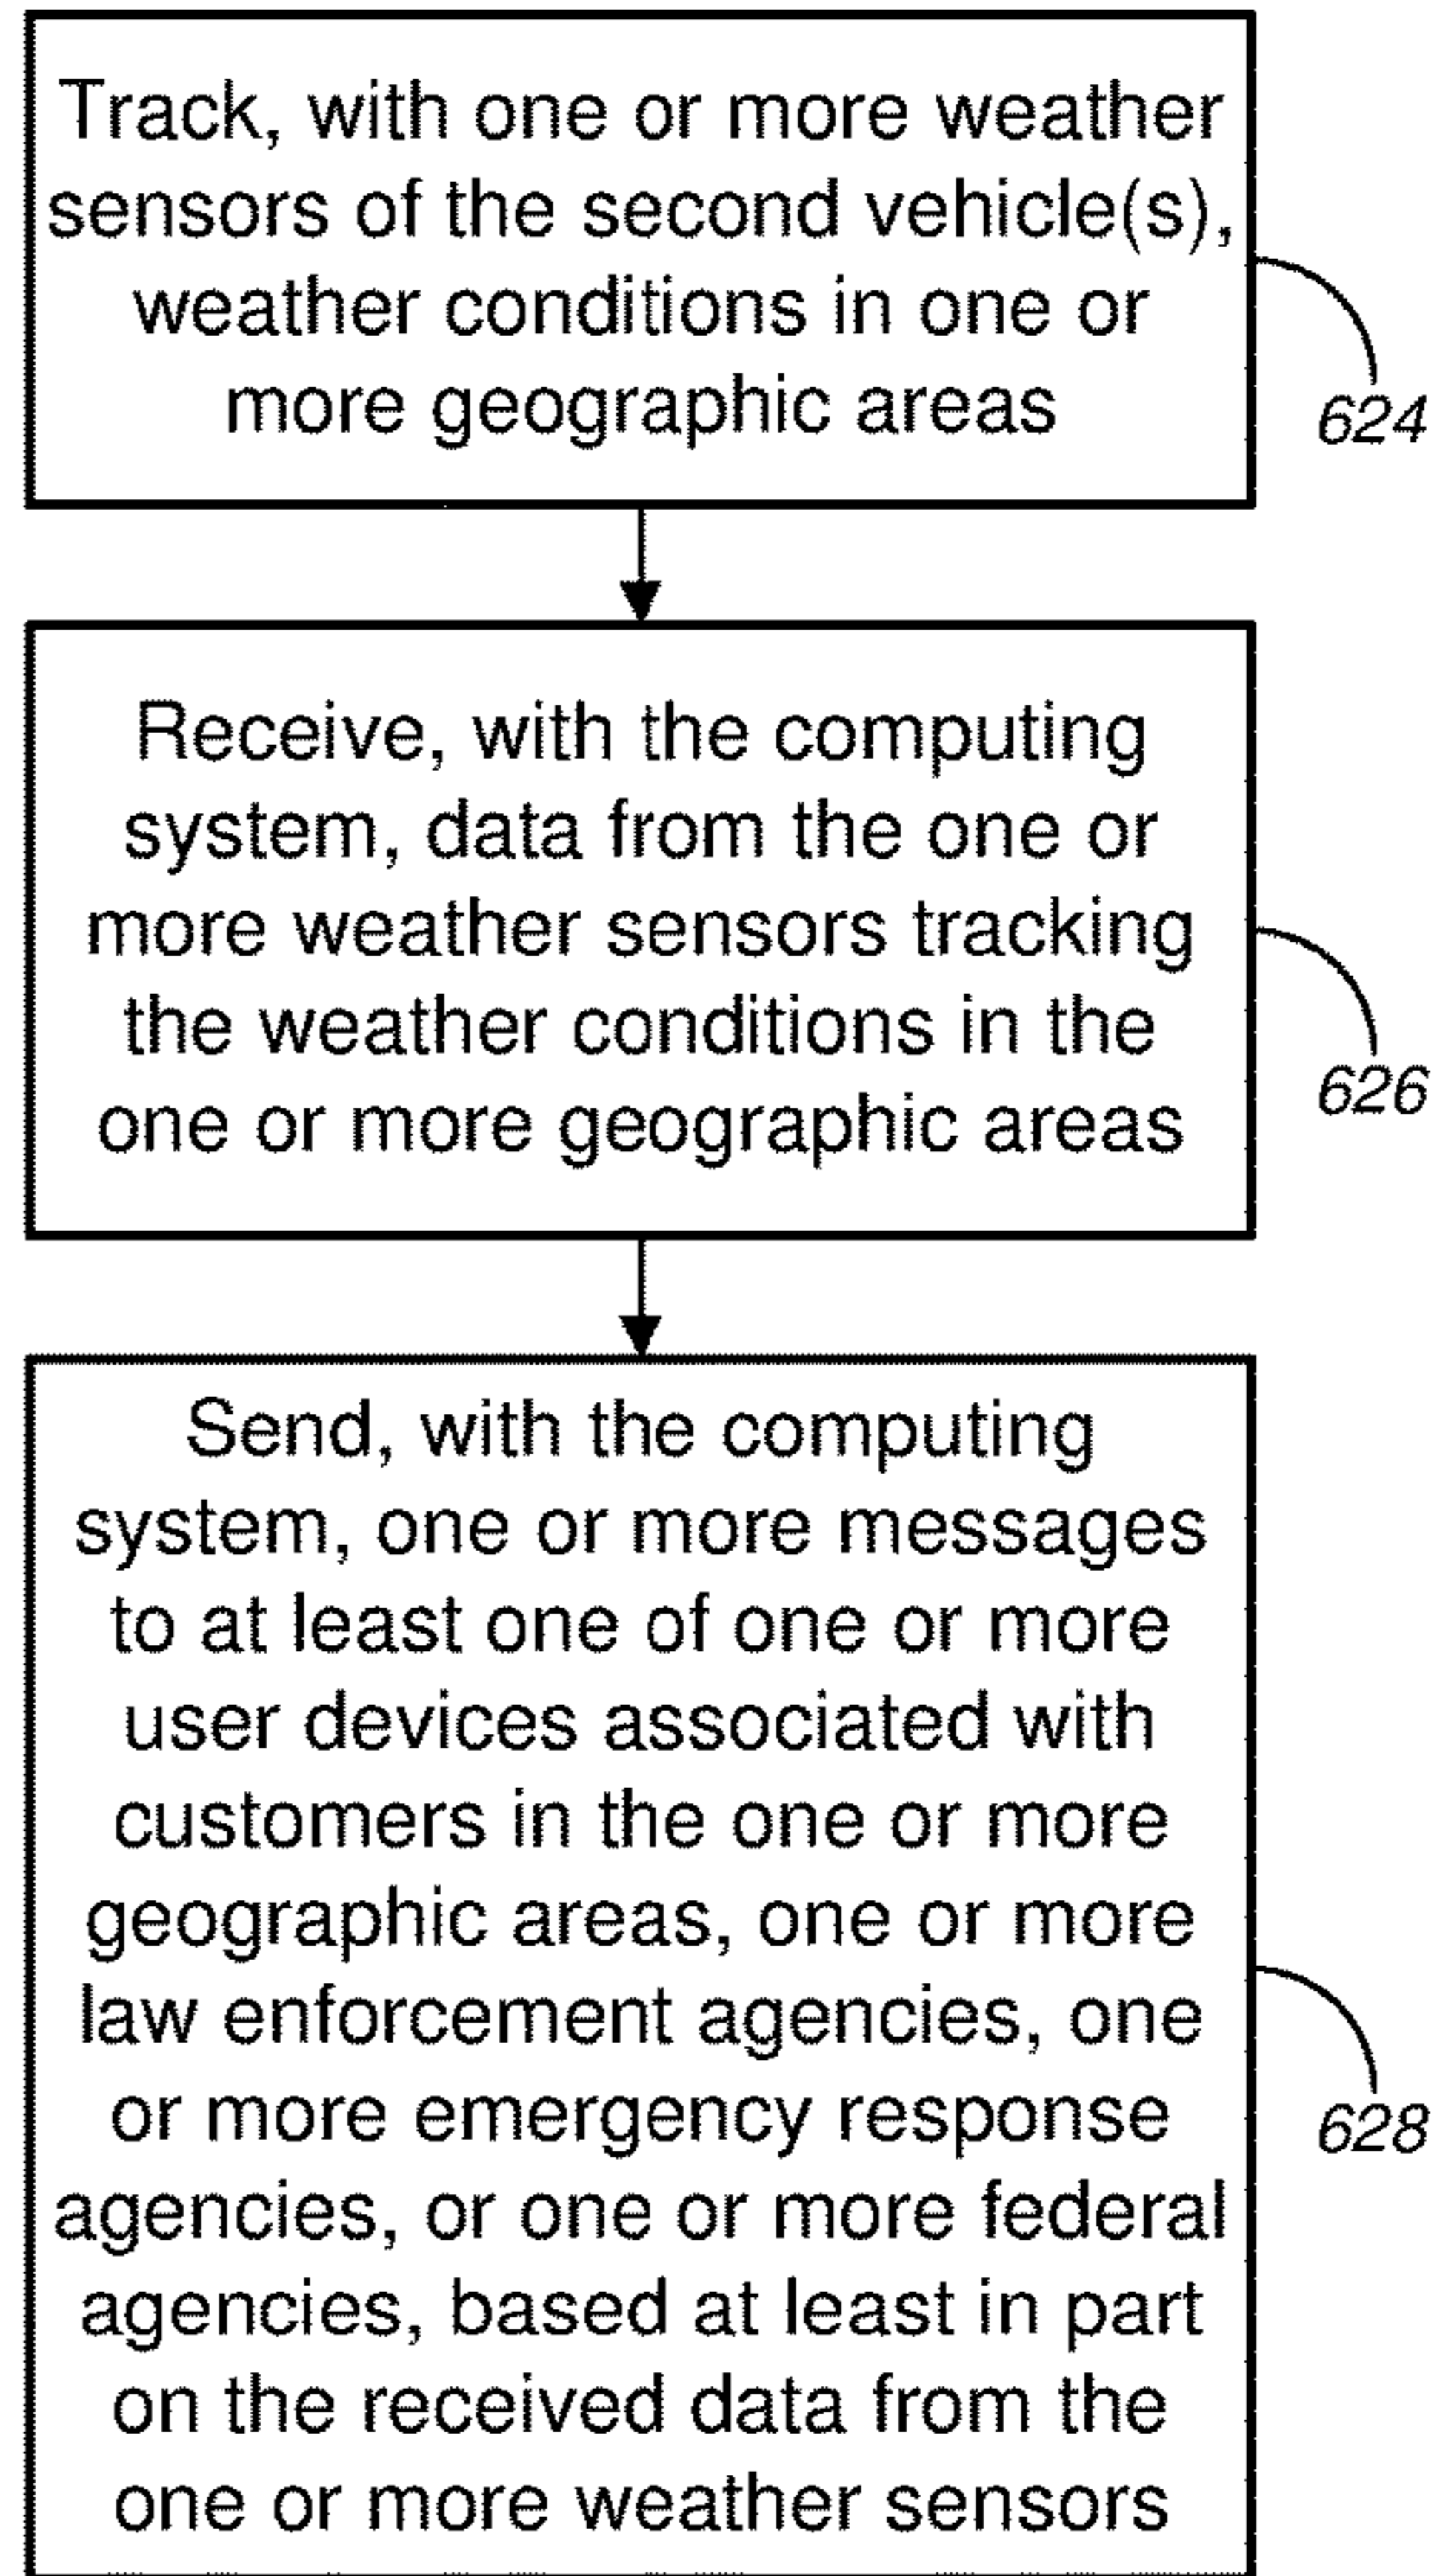 Track, with one or more weather
sensors of the second vehicle(s),
weather conditions in one or
more geographic areas
624
Receive, with the computing
system, data from the one or
more weather sensors tracking
the weather conditions in the
one or more geographic areas
626
Send, with the computing
system, one or more messages
to at least one of one or more
user devices associated with
customers in the one or more
geographic areas, one or more
law enforcement agencies, one
or more emergency response
agencies, or one or more federal
agencies, based at least in part
on the received data from the
one or more weather sensors
628